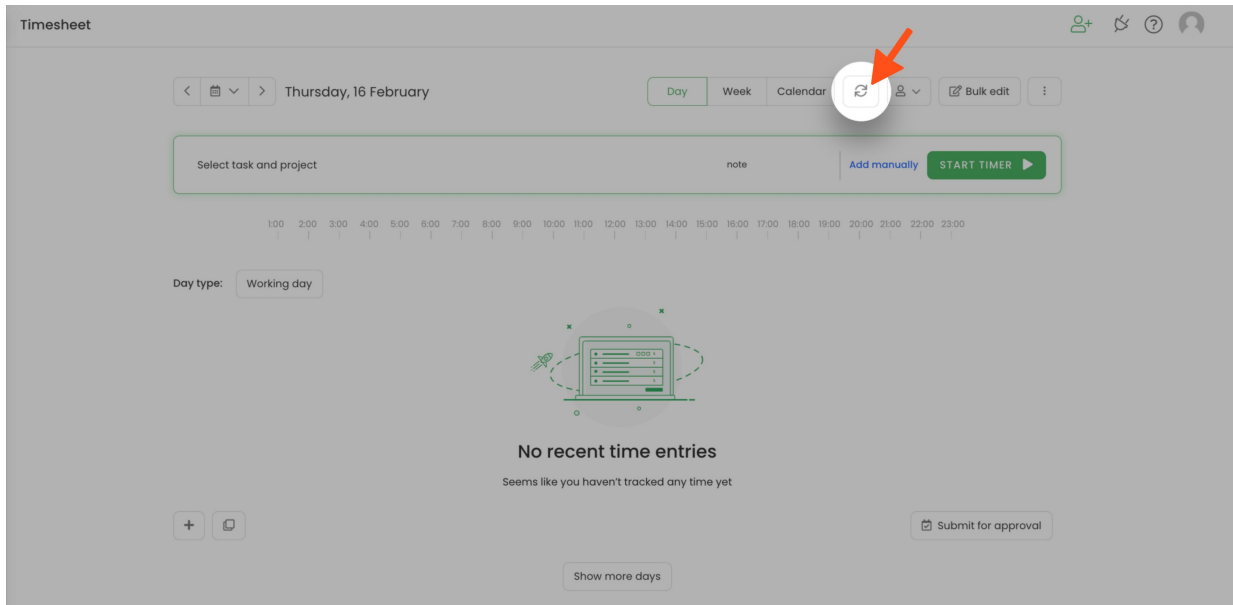 Timesheet
Thursday, 16 February
Day
Week
Calendar
Bulk edit
Select task and project
note
Add manually
START TIMER
1:00 2:00 3:00 4:00 5:00 6:00 7:00 8:00 9:00 10:00 11:00 12:00 13:00 14:00 15:00 16:00 17:00 18:00 19:00 20:00 21:00 22:00 23:00
Day type:
Working day
No recent time entries
Seems like you haven't tracked any time yet
Submit for approval
Show more days